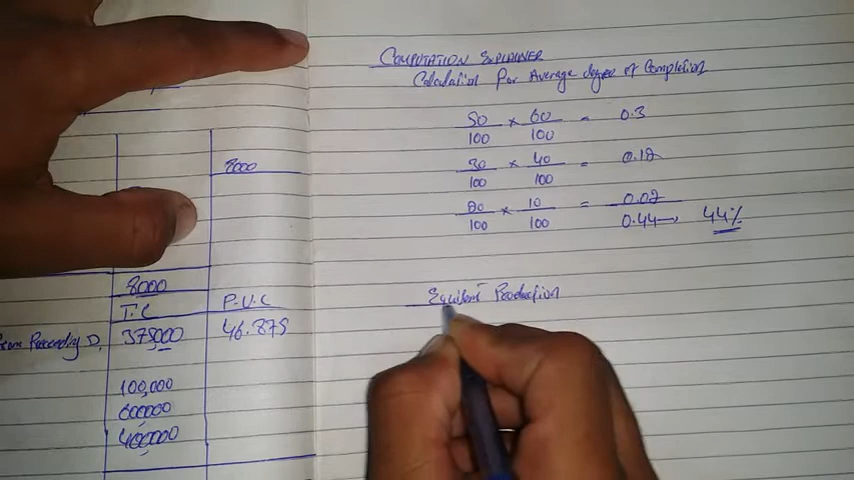 8000
8000
T.C P.U.C
from Preceeding D. 375000 46.875
100,000
600000
400000
COMPUTATION EXPLAINER
Calculation For Average degree of Completion
50/100 × 60/100 = 0.3
30/100 × 40/100 = 0.12
20/100 × 10/100 = 0.02
0.44 → 44%
Production